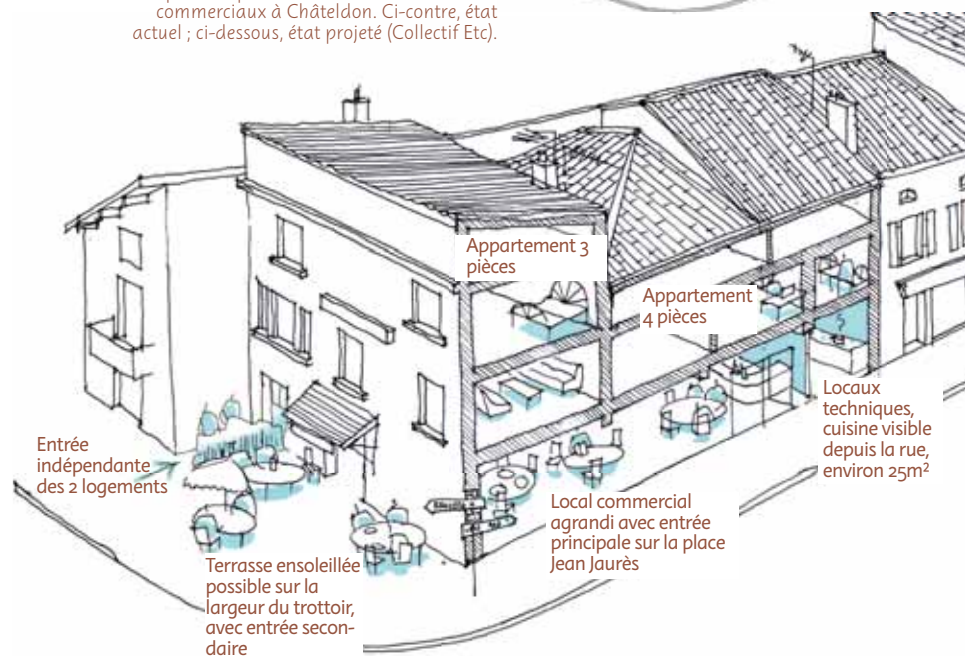 commerciaux à Châteldon. Ci-contre, état
actuel ; ci-dessous, état projeté (Collectif Etc).
Appartement 3
pièces
Appartement
4 pièces
Locaux
techniques,
cuisine visible
depuis la rue,
environ 25m²
Entrée
indépendante
des 2 logements
Local commercial
agrandi avec entrée
principale sur la place
Jean Jaurès
Terrasse ensoleillée
possible sur la
largeur du trottoir,
avec entrée secon-
daire